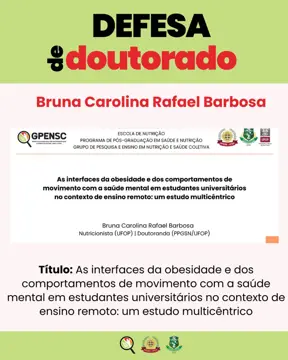 DEFESA
de doutorado
Bruna Carolina Rafael Barbosa
GPENSC
ESCOLA DE NUTRIÇÃO
PROGRAMA DE PÓS-GRADUAÇÃO EM SAÚDE E NUTRIÇÃO
GRUPO DE PESQUISA E ENSINO EM NUTRIÇÃO E SAÚDE COLETIVA
As interfaces da obesidade e dos comportamentos de
movimento com a saúde mental em estudantes universitários
no contexto de ensino remoto: um estudo multicêntrico
Bruna Carolina Rafael Barbosa
Nutricionista (UFOP) | Doutoranda (PPGSN/UFOP)
Título: As interfaces da obesidade e dos
comportamentos de movimento com a saúde
mental em estudantes universitários no contexto de
ensino remoto: um estudo multicêntrico